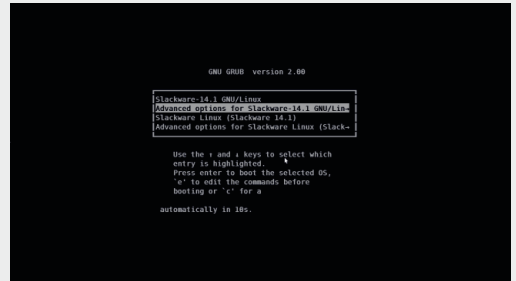 GNU GRUB version 2.00
Slackware-14.1 GNU/Linux
Advanced options for Slackware-14.1 GNU/Lin→
Slackware Linux (Slackware 14.1)
Advanced options for Slackware Linux (Slack→
Use the ↑ and ↓ keys to select which
entry is highlighted.
Press enter to boot the selected OS,
`e' to edit the commands before
booting or `c' for a
automatically in 10s.